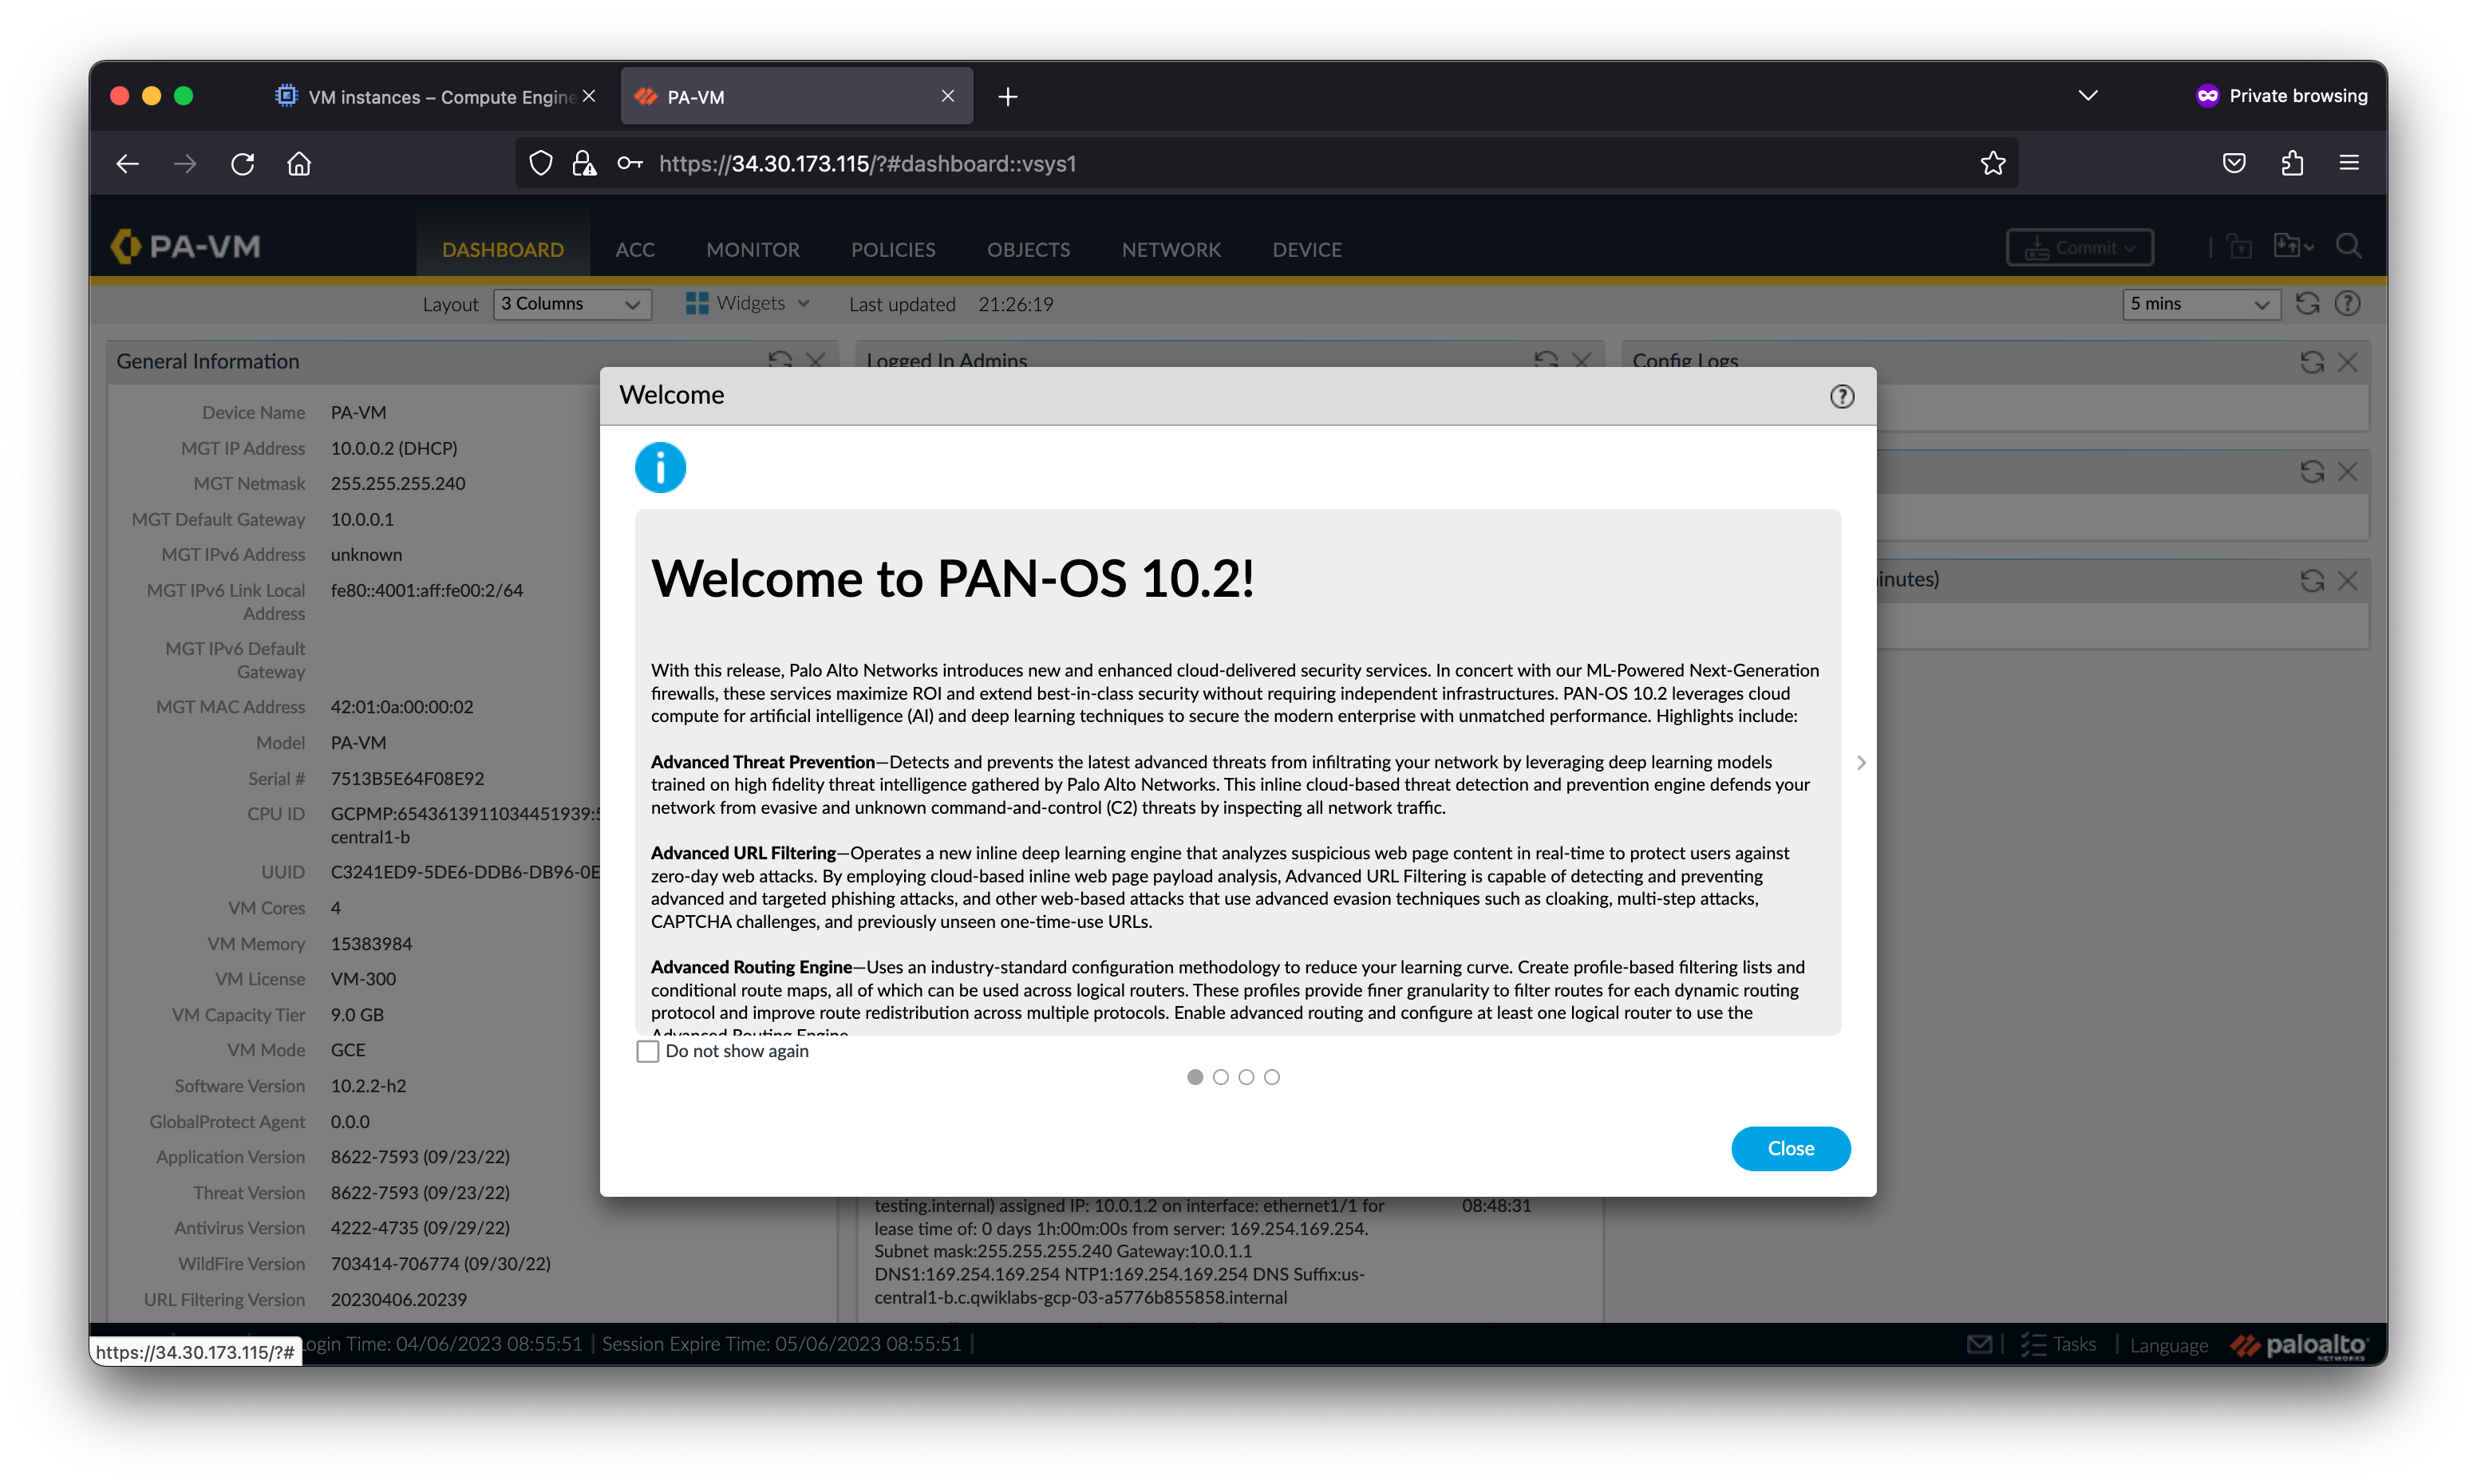 VM instances – Compute Engine
PA-VM
Private browsing
https://34.30.173.115/?#dashboard::vsys1
PA-VM
DASHBOARD
ACC
MONITOR
POLICIES
OBJECTS
NETWORK
DEVICE
Commit
Layout
3 Columns
Widgets
Last updated 21:26:19
5 mins
General Information
Logged In Admins
Config Logs
Device Name PA-VM
MGT IP Address 10.0.0.2 (DHCP)
MGT Netmask 255.255.255.240
MGT Default Gateway 10.0.0.1
MGT IPv6 Address unknown
MGT IPv6 Link Local fe80::4001:aff:fe00:2/64
Address
MGT IPv6 Default
Gateway
MGT MAC Address 42:01:0a:00:00:02
Model PA-VM
Serial # 7513B5E64F08E92
CPU ID GCPMP:6543613911034451939:
central1-b
UUID C3241ED9-5DE6-DDB6-DB96-0E
VM Cores 4
VM Memory 15383984
VM License VM-300
VM Capacity Tier 9.0 GB
VM Mode GCE
Software Version 10.2.2-h2
GlobalProtect Agent 0.0.0
Application Version 8622-7593 (09/23/22)
Threat Version 8622-7593 (09/23/22)
Antivirus Version 4222-4735 (09/29/22)
WildFire Version 703414-706774 (09/30/22)
URL Filtering Version 20230406.20239
Welcome
Welcome to PAN-OS 10.2!
With this release, Palo Alto Networks introduces new and enhanced cloud-delivered security services. In concert with our ML-Powered Next-Generation
firewalls, these services maximize ROI and extend best-in-class security without requiring independent infrastructures. PAN-OS 10.2 leverages cloud
compute for artificial intelligence (AI) and deep learning techniques to secure the modern enterprise with unmatched performance. Highlights include:
Advanced Threat Prevention—Detects and prevents the latest advanced threats from infiltrating your network by leveraging deep learning models
trained on high fidelity threat intelligence gathered by Palo Alto Networks. This inline cloud-based threat detection and prevention engine defends your
network from evasive and unknown command-and-control (C2) threats by inspecting all network traffic.
Advanced URL Filtering—Operates a new inline deep learning engine that analyzes suspicious web page content in real-time to protect users against
zero-day web attacks. By employing cloud-based inline web page payload analysis, Advanced URL Filtering is capable of detecting and preventing
advanced and targeted phishing attacks, and other web-based attacks that use advanced evasion techniques such as cloaking, multi-step attacks,
CAPTCHA challenges, and previously unseen one-time-use URLs.
Advanced Routing Engine—Uses an industry-standard configuration methodology to reduce your learning curve. Create profile-based filtering lists and
conditional route maps, all of which can be used across logical routers. These profiles provide finer granularity to filter routes for each dynamic routing
protocol and improve route redistribution across multiple protocols. Enable advanced routing and configure at least one logical router to use the
Advanced Routing Engine
Do not show again
Close
inutes)
testing.internal) assigned IP: 10.0.1.2 on interface: ethernet1/1 for 08:48:31
lease time of: 0 days 1h:00m:00s from server: 169.254.169.254.
Subnet mask:255.255.255.240 Gateway:10.0.1.1
DNS1:169.254.169.254 NTP1:169.254.169.254 DNS Suffix:us-
central1-b.c.qwiklabs-gcp-03-a5776b855858.internal
https://34.30.173.115/?#
ogin Time: 04/06/2023 08:55:51 | Session Expire Time: 05/06/2023 08:55:51 |
Tasks | Language
paloalto
NETWORKS